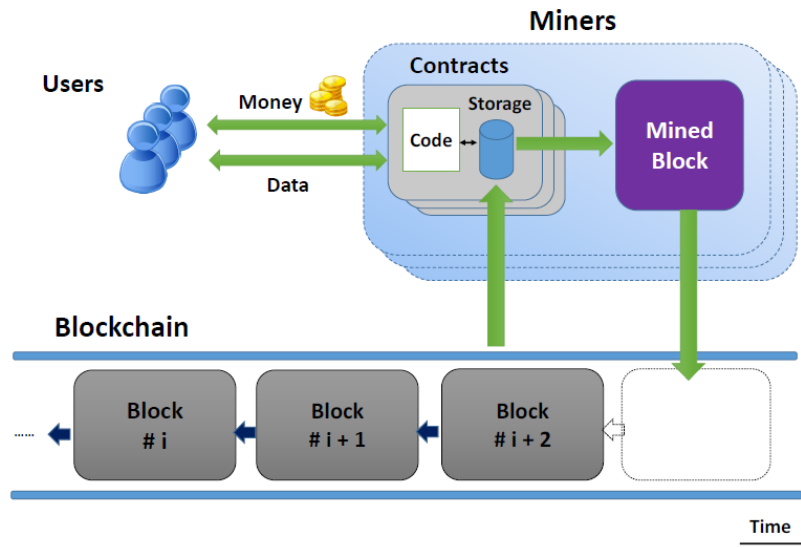 Miners
Users
Contracts
Money
Storage
Code
Mined
Block
Data
Blockchain
......
Block
# i
Block
# i + 1
Block
# i + 2
Time